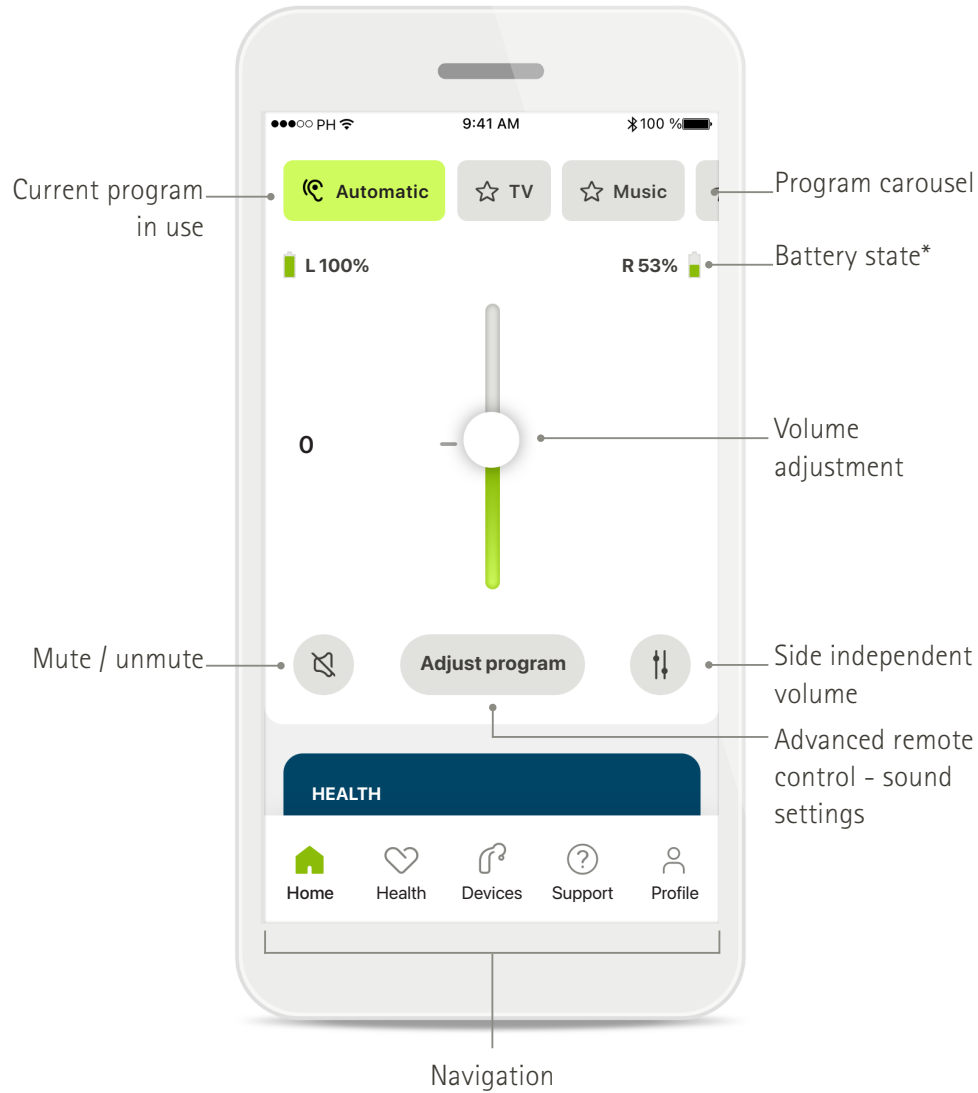 PH 9:41 AM 100 %
Current program
in use
Automatic TV Music
Program carousel
L 100% R 53%
Battery state*
0
Volume
adjustment
Mute / unmute
Adjust program
Side independent
volume
Advanced remote
control - sound
settings
HEALTH
Home Health Devices Support Profile
Navigation